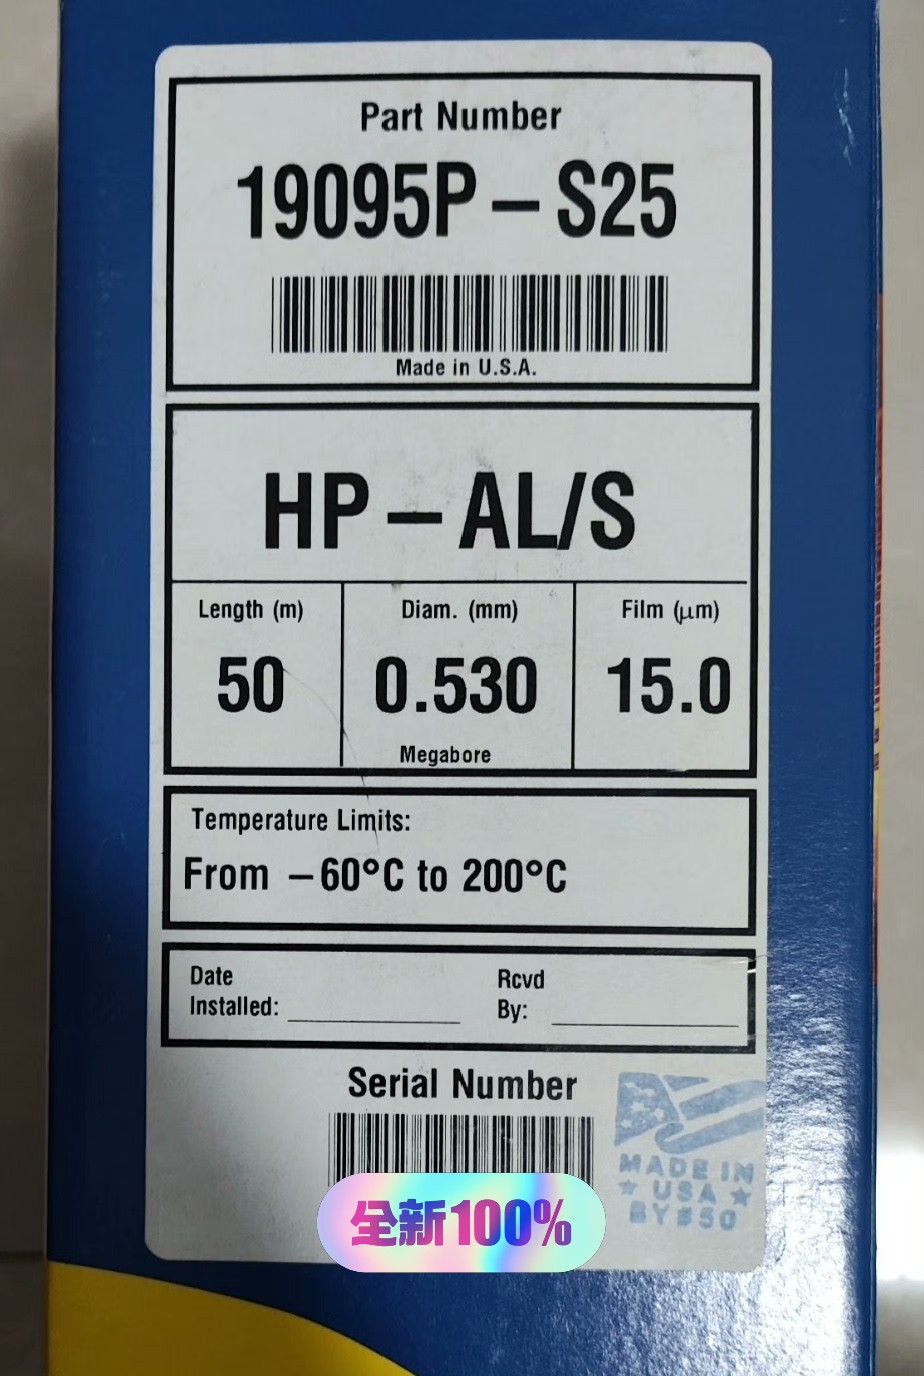 Part Number
19095P – S25
Made in U.S.A.
HP – AL/S
Length (m)
50
Diam. (mm)
0.530
Megabore
Film (μm)
15.0
Temperature Limits:
From –60°C to 200°C
Date
Installed:
Rcvd
By:
Serial Number
MADE IN
USA
BY#50
全新100%